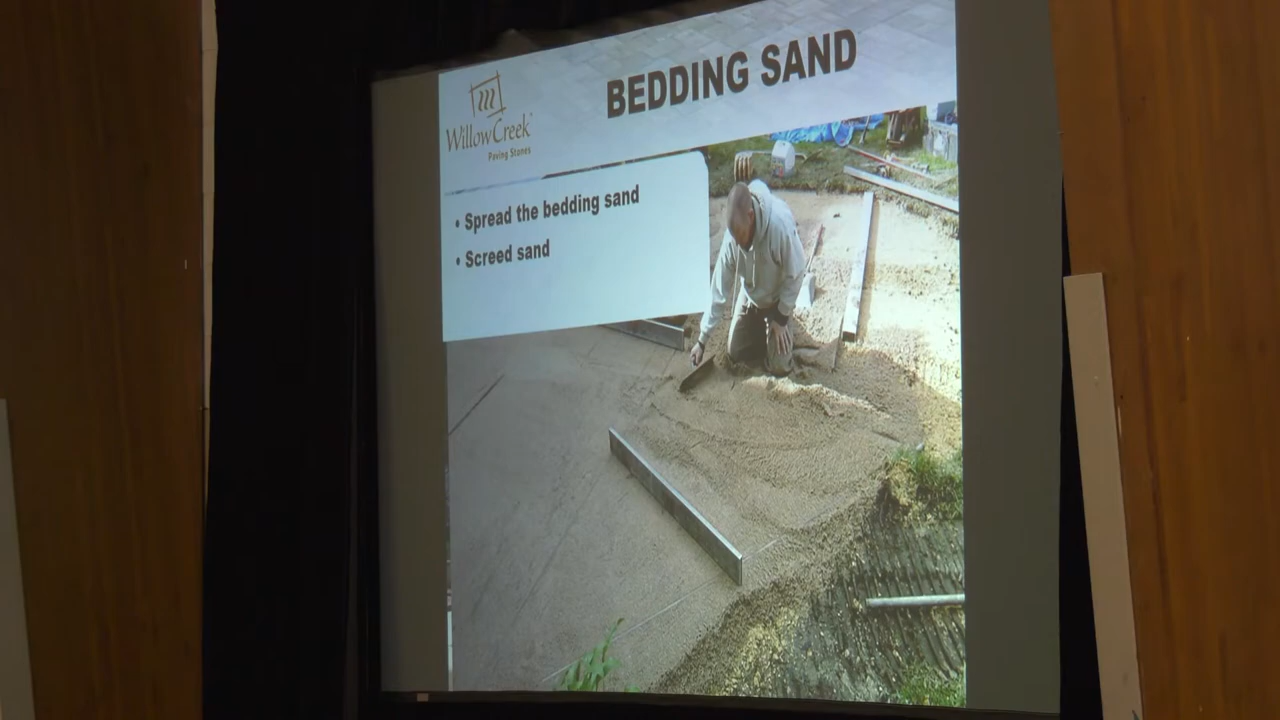 BEDDING SAND
WillowCreek
Paving Stones
• Spread the bedding sand
• Screed sand